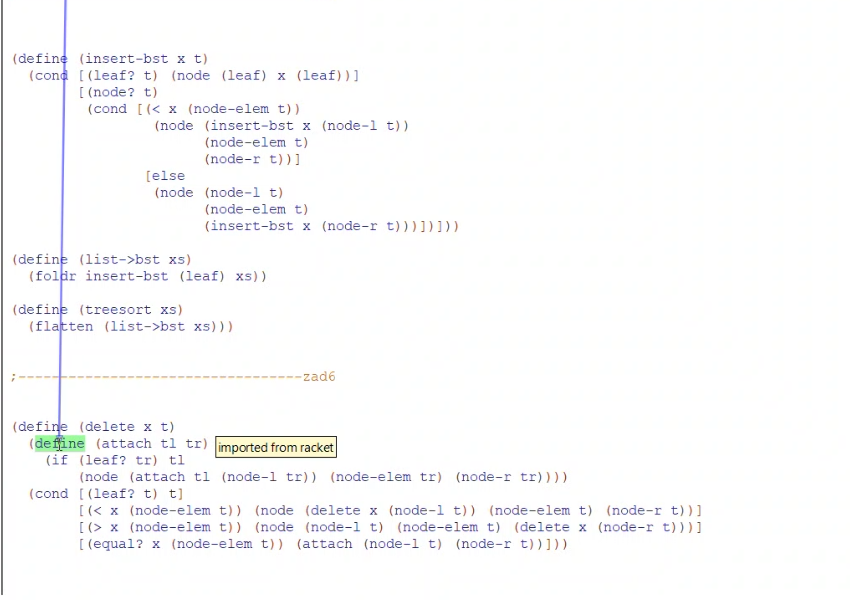 (define (insert-bst x t)
  (cond [(leaf? t) (node (leaf) x (leaf))]
        [(node? t)
         (cond [(< x (node-elem t))
                 (node (insert-bst x (node-l t))
                       (node-elem t)
                       (node-r t))]
                [else
                 (node (node-l t)
                       (node-elem t)
                       (insert-bst x (node-r t)))])]))
(define (list->bst xs)
  (foldr insert-bst (leaf) xs))
(define (treesort xs)
  (flatten (list->bst xs)))
;---------------------------------zad6
(define (delete x t)
  (define (attach tl tr) imported from racket
    (if (leaf? tr) tl
        (node (attach tl (node-l tr)) (node-elem tr) (node-r tr))))
  (cond [(leaf? t) t]
        [(< x (node-elem t)) (node (delete x (node-l t)) (node-elem t) (node-r t))]
        [(> x (node-elem t)) (node (node-l t) (node-elem t) (delete x (node-r t)))]
        [(equal? x (node-elem t)) (attach (node-l t) (node-r t))]))